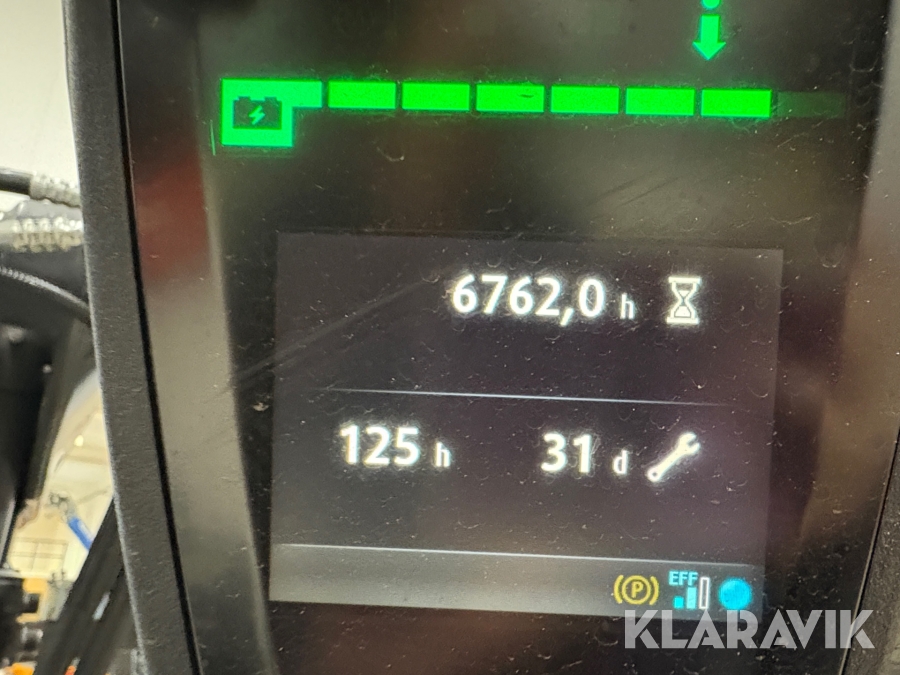 6762,0 h
125 h 31 d
P EFF
KLARAVIK